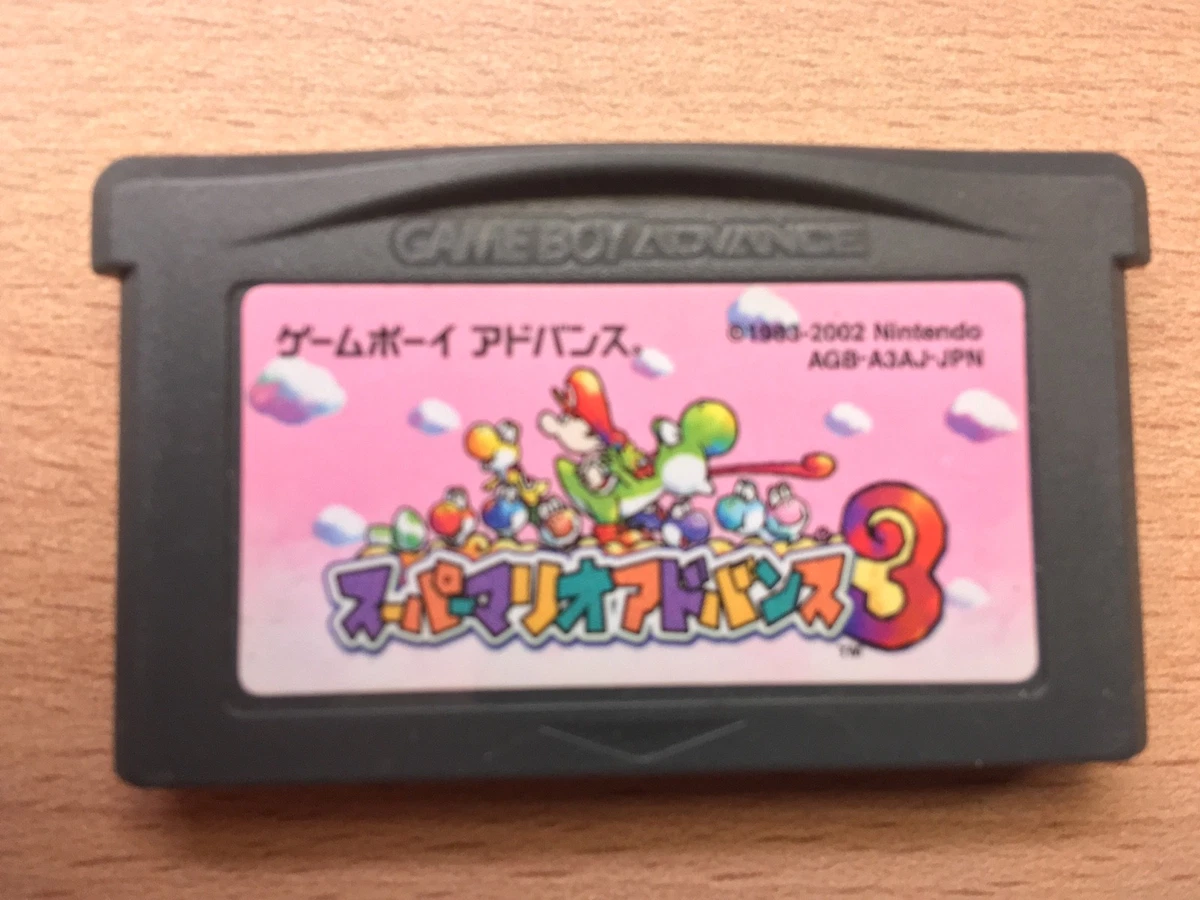 GAME BOY ADVANCE
ゲームボーイ アドバンス.
©1983-2002 Nintendo
AGB-A3AJ-JPN
スーパーマリオアドバンス3
TM